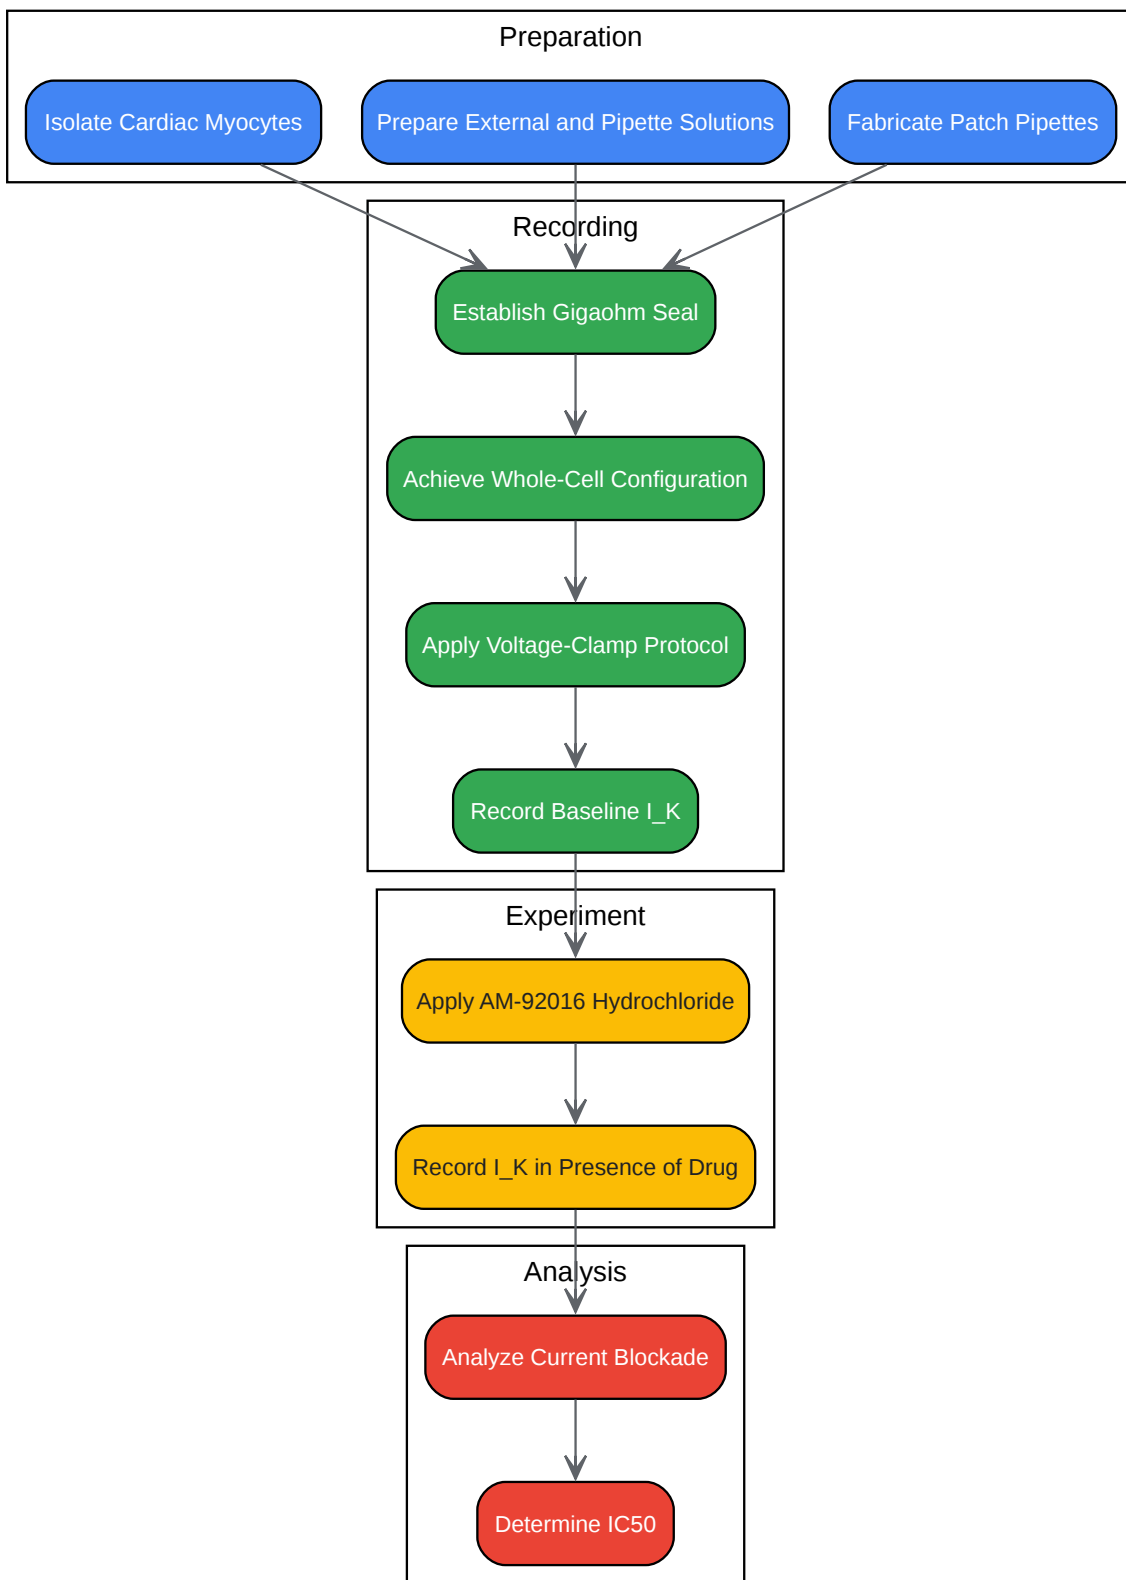 Preparation
Isolate Cardiac Myocytes
Prepare External and Pipette Solutions
Fabricate Patch Pipettes
Recording
Establish Gigaohm Seal
Achieve Whole-Cell Configuration
Apply Voltage-Clamp Protocol
Record Baseline I_K
Experiment
Apply AM-92016 Hydrochloride
Record I_K in Presence of Drug
Analysis
Analyze Current Blockade
Determine IC50